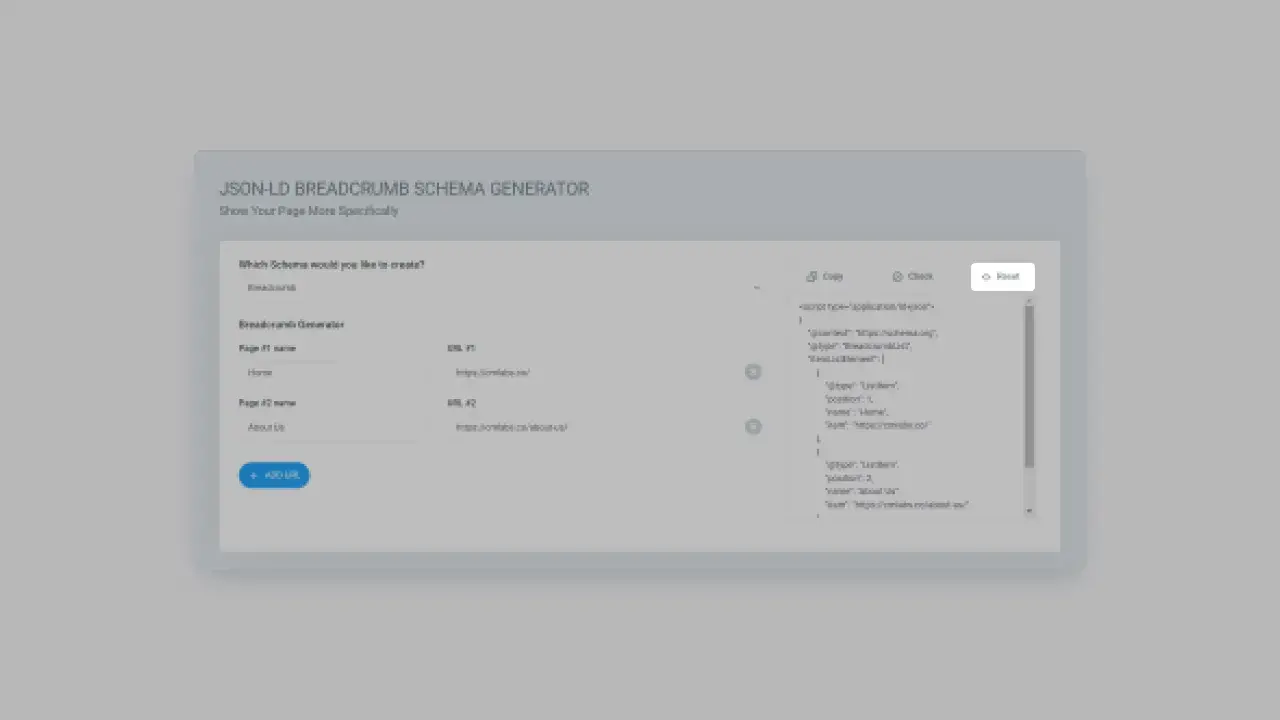 JSON-LD BREADCRUMB SCHEMA GENERATOR
Show Your Page More Specifically
Which Schema would you like to create?
Breadcrumb
Breadcrumb Generator
Page #1 name
URL #1
Home
https://cmlabs.co/
Page #2 name
URL #2
About Us
https://cmlabs.co/about-us/
+ ADD URL
Copy
Check
Reset
<script type="application/ld+json">
{
"@context": "https://schema.org",
"@type": "BreadcrumbList",
"itemListElement": [
{
"@type": "ListItem",
"position": 1,
"name": "Home",
"item": "https://cmlabs.co/"
},
{
"@type": "ListItem",
"position": 2,
"name": "About Us"
"item": "https://cmlabs.co/about-us/"